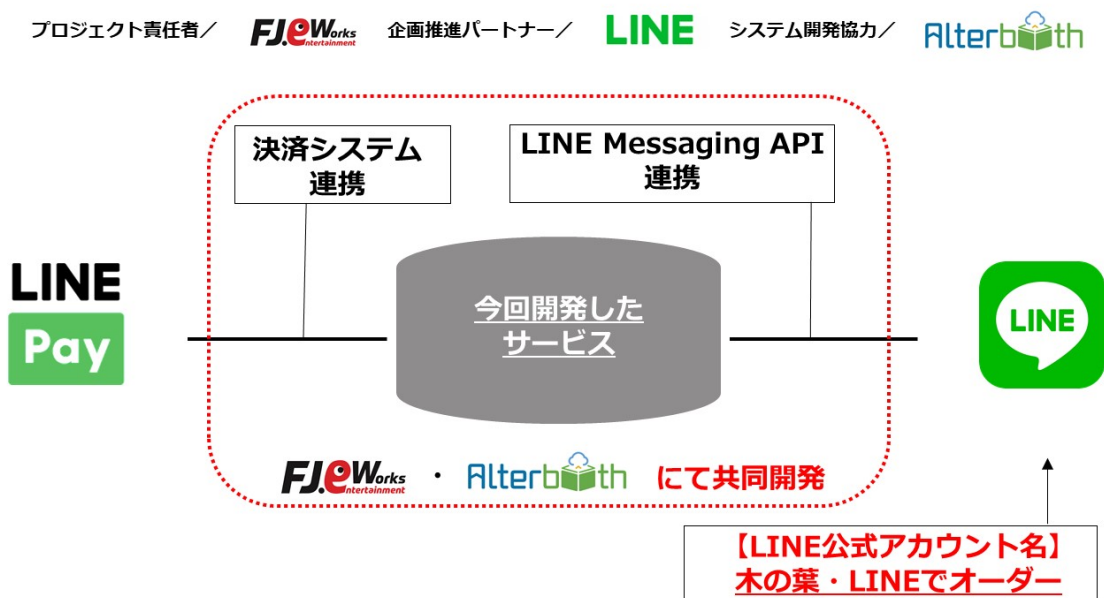 プロジェクト責任者／ FJ.eWorks entertainment 企画推進パートナー／ LINE システム開発協力／ Alterbooth
決済システム
連携
LINE Messaging API
連携
LINE
Pay
今回開発した
サービス
LINE
FJ.eWorks entertainment ・ Alterbooth にて共同開発
【LINE公式アカウント名】
木の葉・LINEでオーダー